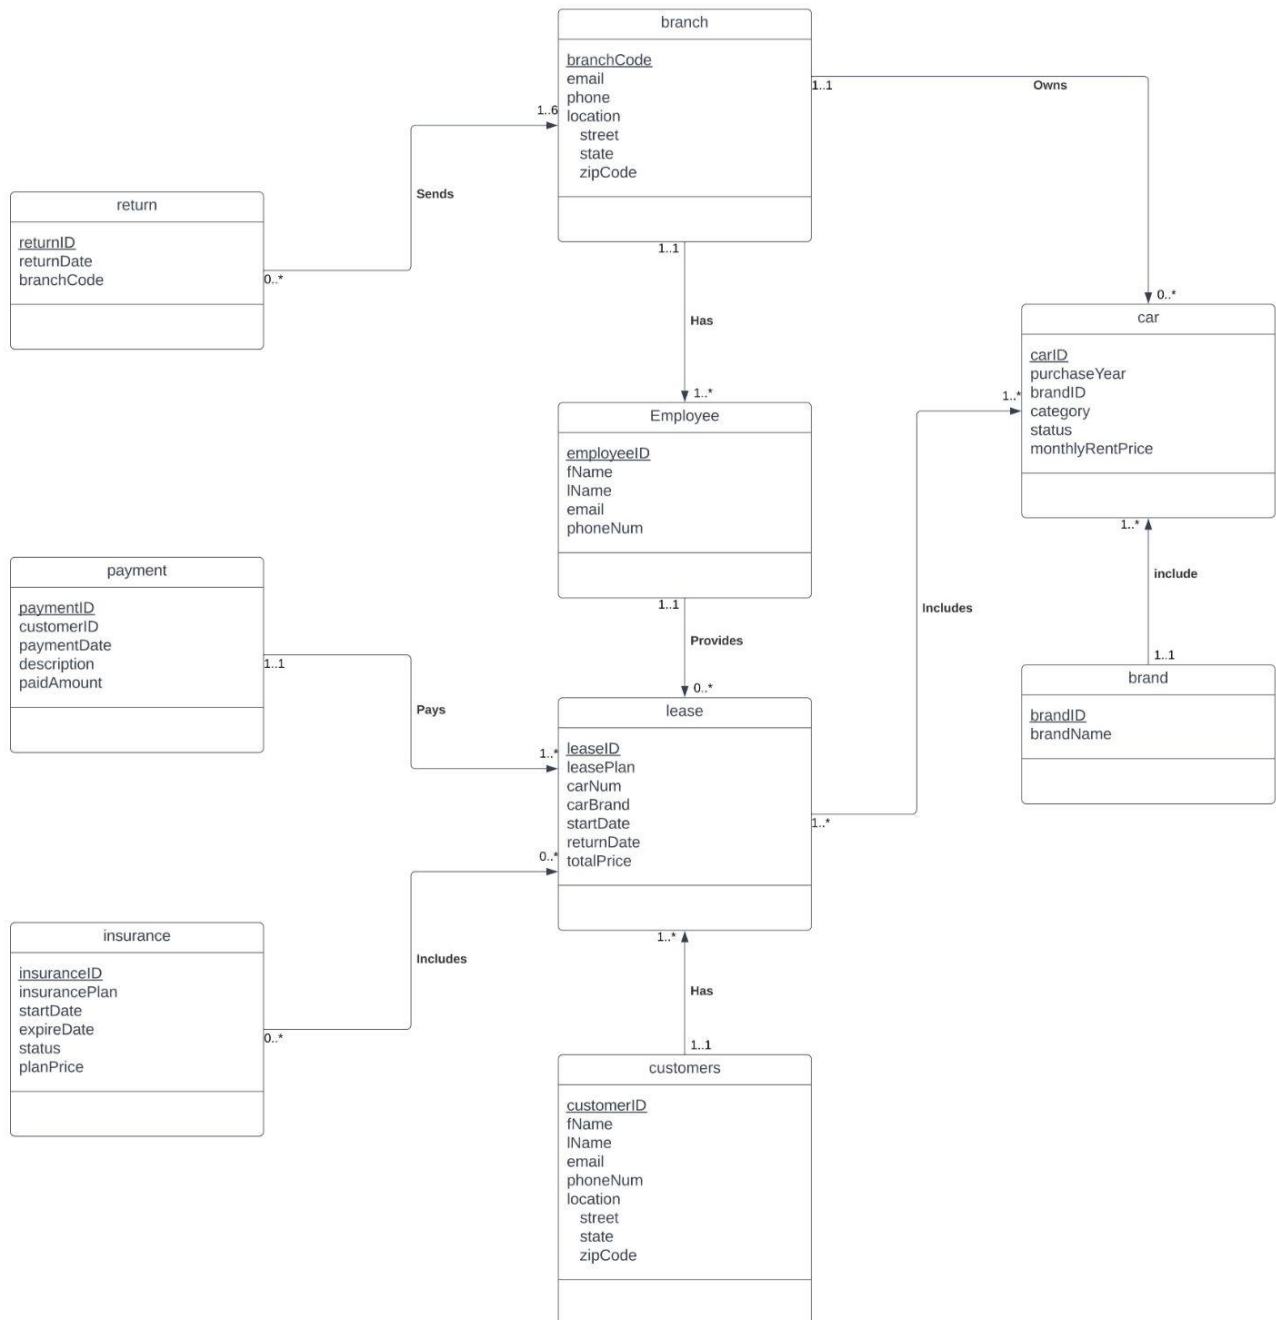 branch
branchCode
email
phone
location
street
state
zipCode
1..1
Owns
1..6
Sends
return
returnID
returnDate
branchCode
0..*
1..1
Has
1..*
0..*
car
carID
purchaseYear
brandID
category
status
monthlyRentPrice
1..*
Employee
employeeID
fName
lName
email
phoneNum
1..*
include
1..1
brand
brandID
brandName
payment
paymentID
customerID
paymentDate
description
paidAmount
1..1
Pays
1..1
Provides
0..*
Includes
lease
leaseID
leasePlan
carNum
carBrand
startDate
returnDate
totalPrice
1..*
0..*
1..*
insurance
insuranceID
insurancePlan
startDate
expireDate
status
planPrice
0..*
Includes
1..*
Has
1..1
customers
customerID
fName
lName
email
phoneNum
location
street
state
zipCode